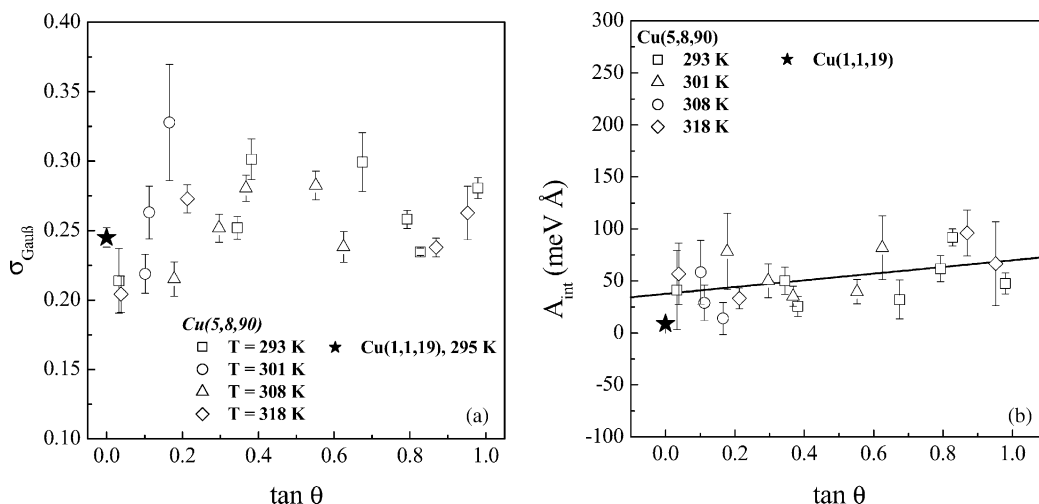 0.40
0.35
0.30
0.25
0.20
0.15
0.10
σGauß
0.0 0.2 0.4 0.6 0.8 1.0
tan θ
Cu(5,8,90)
T = 293 K
T = 301 K
T = 308 K
T = 318 K
Cu(1,1,19), 295 K
(a)
300
250
200
150
100
50
0
-50
-100
Aint (meV Å)
0.0 0.2 0.4 0.6 0.8 1.0
tan θ
Cu(5,8,90)
293 K
301 K
308 K
318 K
Cu(1,1,19)
(b)